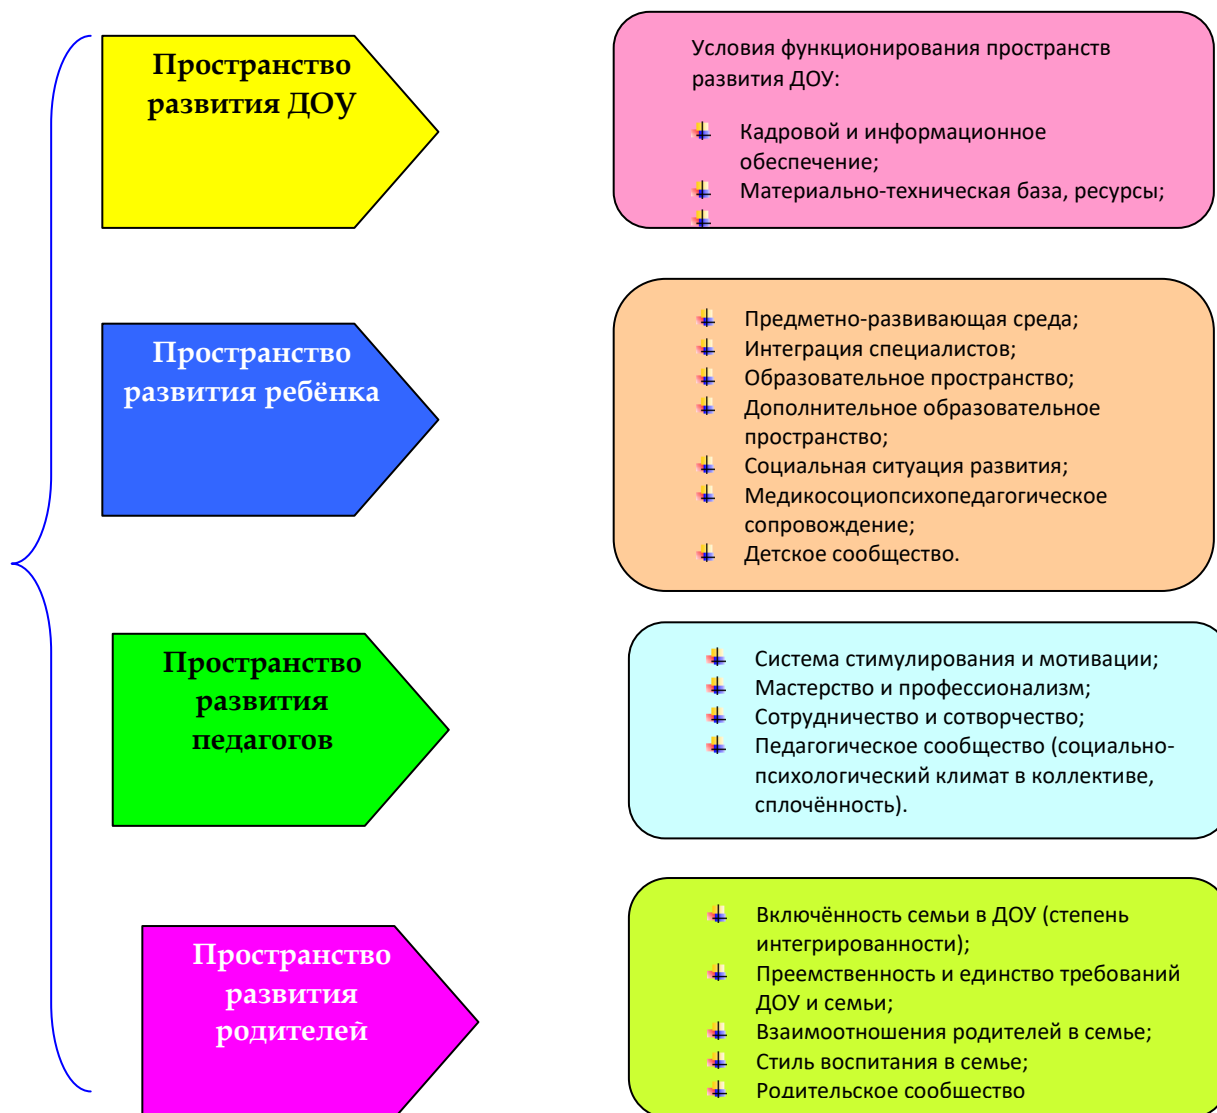 Пространство
развития ДОУ
Условия функционирования пространств
развития ДОУ:
Кадровой и информационное
обеспечение;
Материально-техническая база, ресурсы;
Пространство
развития ребёнка
Предметно-развивающая среда;
Интеграция специалистов;
Образовательное пространство;
Дополнительное образовательное
пространство;
Социальная ситуация развития;
Медикосоциопсихопедагогическое
сопровождение;
Детское сообщество.
Пространство
развития
педагогов
Система стимулирования и мотивации;
Мастерство и профессионализм;
Сотрудничество и сотворчество;
Педагогическое сообщество (социально-
психологический климат в коллективе,
сплочённость).
Пространство
развития
родителей
Включённость семьи в ДОУ (степень
интегрированности);
Преемственность и единство требований
ДОУ и семьи;
Взаимоотношения родителей в семье;
Стиль воспитания в семье;
Родительское сообщество